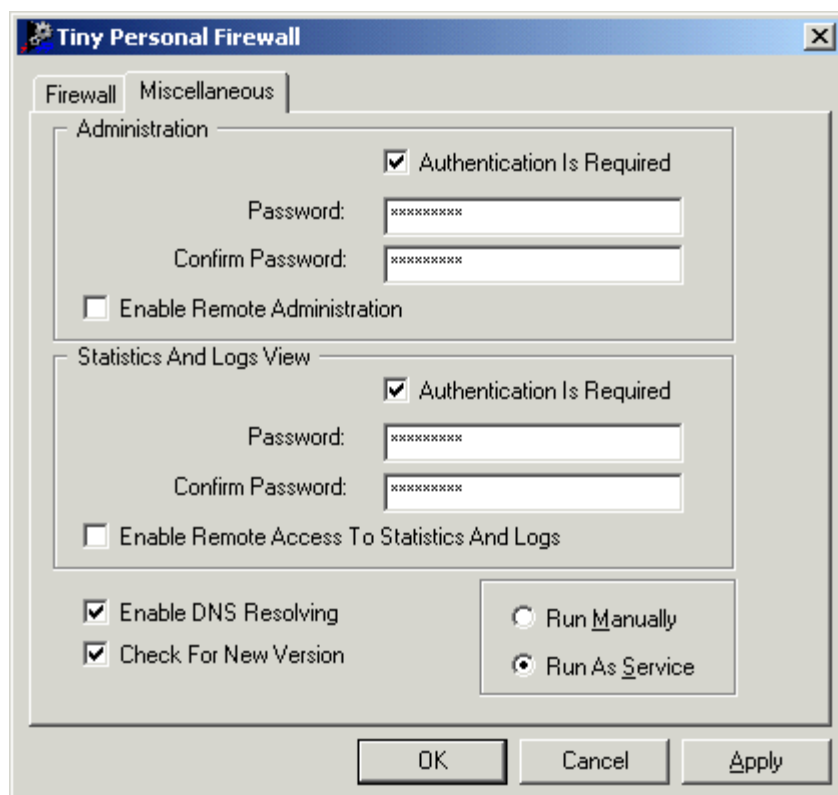 Tiny Personal Firewall
Firewall
Miscellaneous
Administration
Authentication Is Required
Password:
*********
Confirm Password:
*********
Enable Remote Administration
Statistics And Logs View
Authentication Is Required
Password:
*********
Confirm Password:
*********
Enable Remote Access To Statistics And Logs
Enable DNS Resolving
Run Manually
Check For New Version
Run As Service
OK
Cancel
Apply